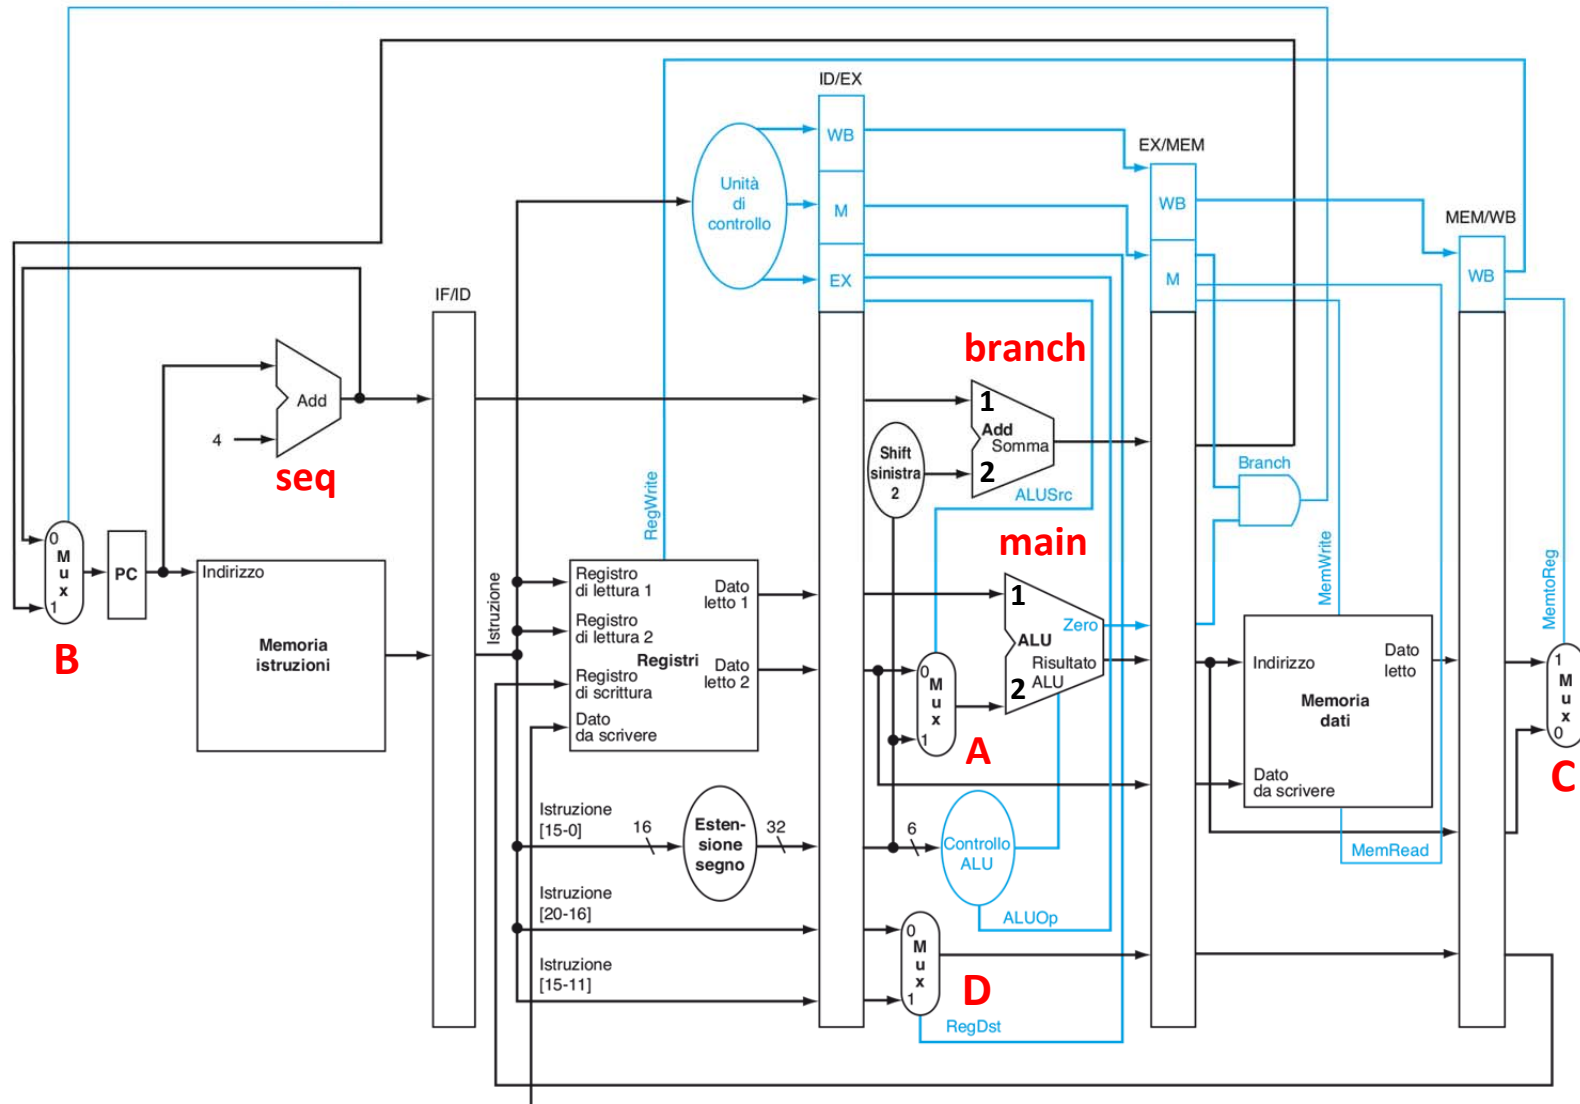 ID/EX
WB
M
EX
Unità
di
controllo
EX/MEM
WB
M
MEM/WB
WB
IF/ID
Add
4
seq
branch
1
Add
Somma
2
Shift
sinistra
2
ALUSrc
Branch
RegWrite
MemWrite
MemtoReg
main
0
M
u
x
1
B
PC
Indirizzo
Memoria
istruzioni
Istruzione
Registro
di lettura 1
Registro
di lettura 2
Registri
Registro
di scrittura
Dato
da scrivere
Dato
letto 1
Dato
letto 2
0
M
u
x
1
A
1
Zero
ALU
Risultato
ALU
2
Indirizzo
Dato
letto
Memoria
dati
Dato
da scrivere
MemRead
1
M
u
x
0
C
Istruzione
[15-0]
16
Esten-
sione
segno
32
6
Controllo
ALU
ALUOp
Istruzione
[20-16]
Istruzione
[15-11]
0
M
u
x
1
D
RegDst